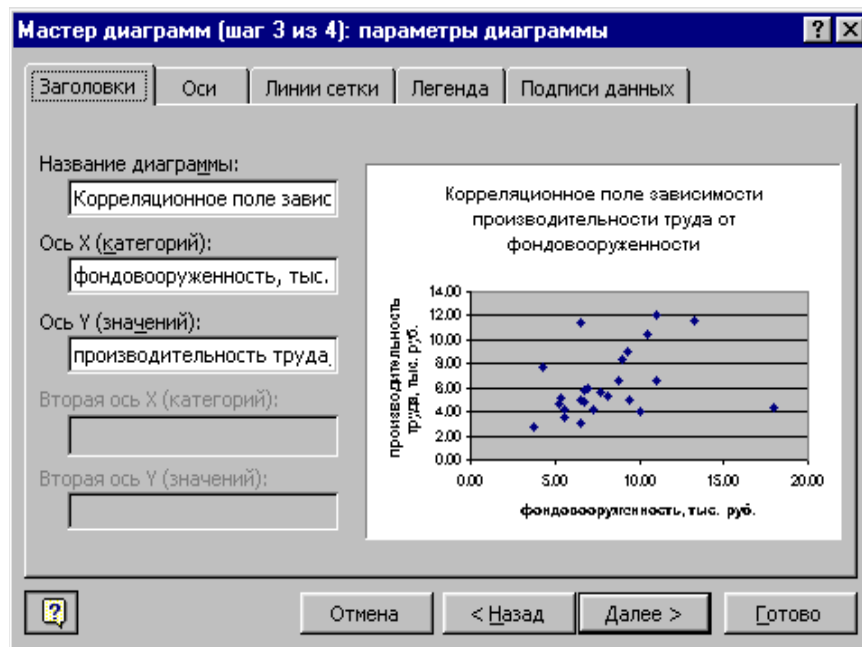 Мастер диаграмм (шаг 3 из 4): параметры диаграммы
Заголовки Оси Линии сетки Легенда Подписи данных
Название диаграммы:
Корреляционное поле завис
Ось X (категорий):
фондовооруженность, тыс.
Ось Y (значений):
производительность труда,
Вторая ось X (категорий):
Вторая ось Y (значений):
Корреляционное поле зависимости
производительности труда от
фондовооруженности
производительность
труда, тыс. руб.
14.00
12.00
10.00
8.00
6.00
4.00
2.00
0.00
0.00 5.00 10.00 15.00 20.00
фондовооруженность, тыс. руб.
Отмена < Назад Далее > Готово